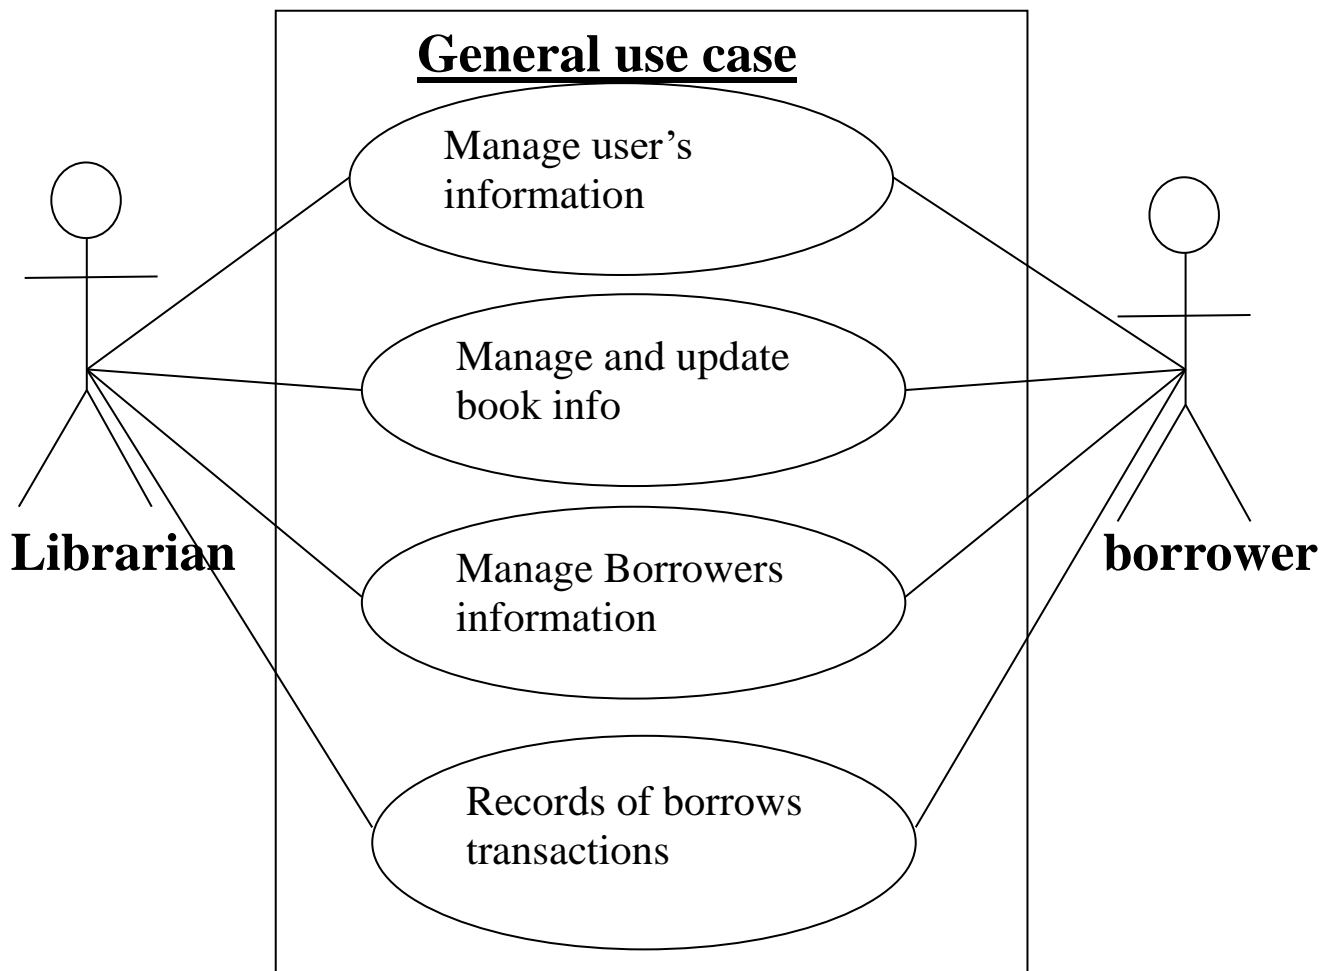 General use case
Manage user’s
information
Manage and update
book info
Librarian
borrower
Manage Borrowers
information
Records of borrows
transactions